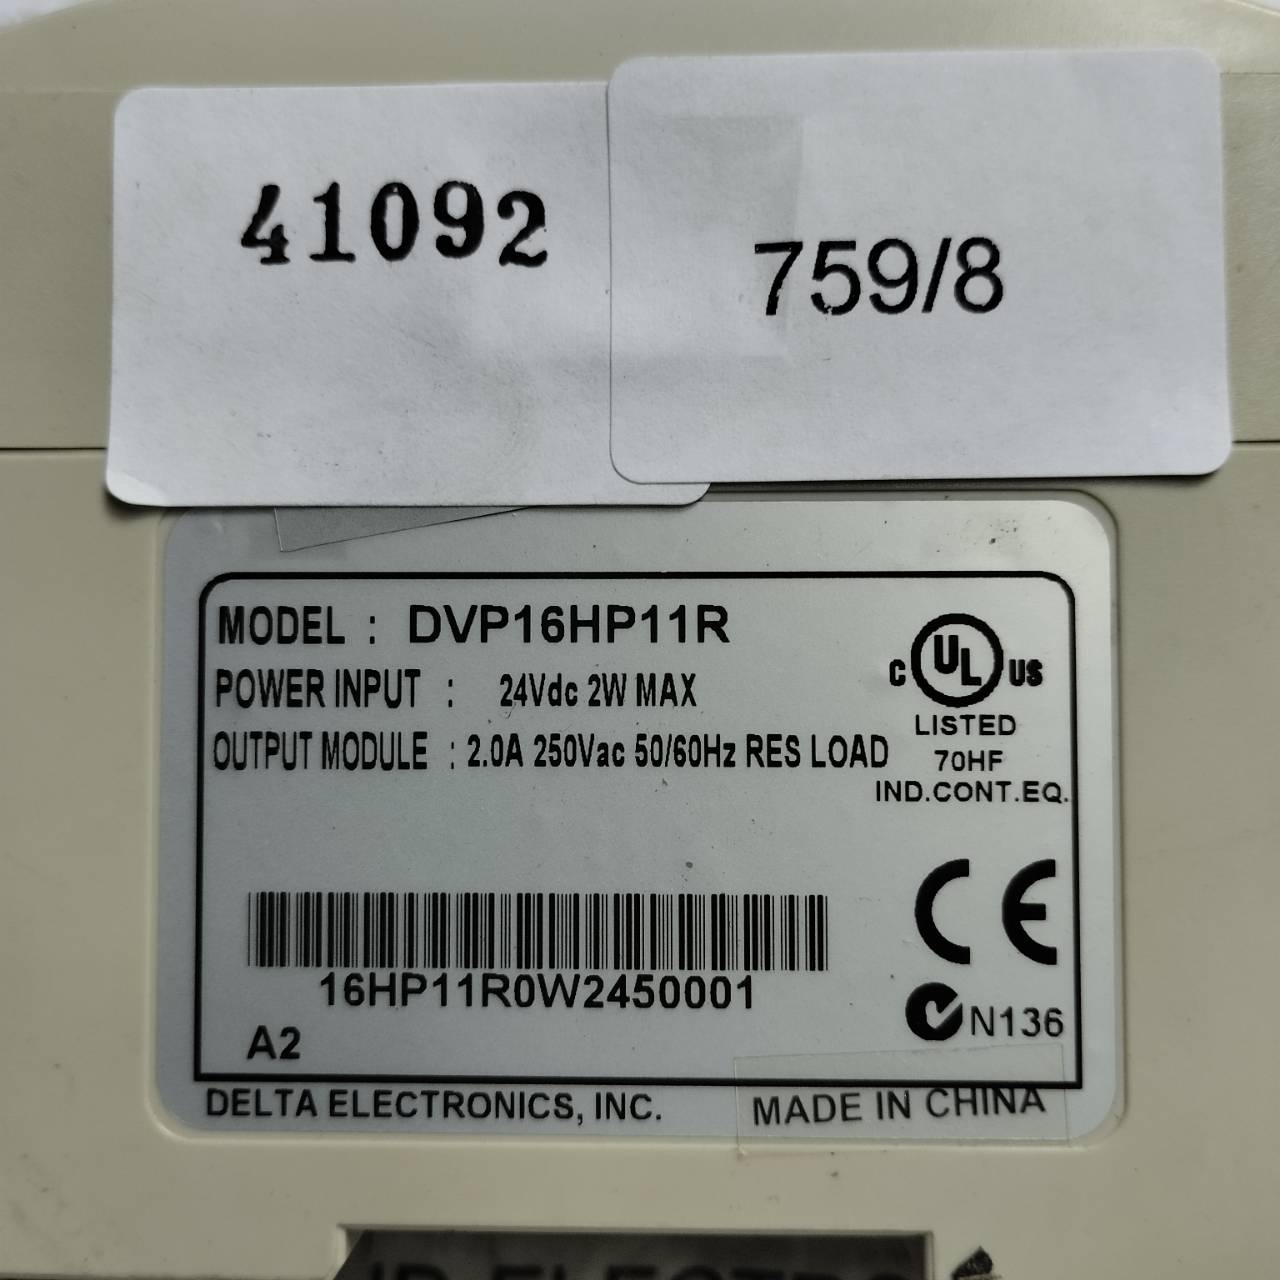 41092
759/8
MODEL : DVP16HP11R
POWER INPUT : 24Vdc 2W MAX
OUTPUT MODULE : 2.0A 250Vac 50/60Hz RES LOAD
C UL US
LISTED
70HF
IND.CONT.EQ.
16HP11R0W2450001
CE
N136
A2
DELTA ELECTRONICS, INC.
MADE IN CHINA